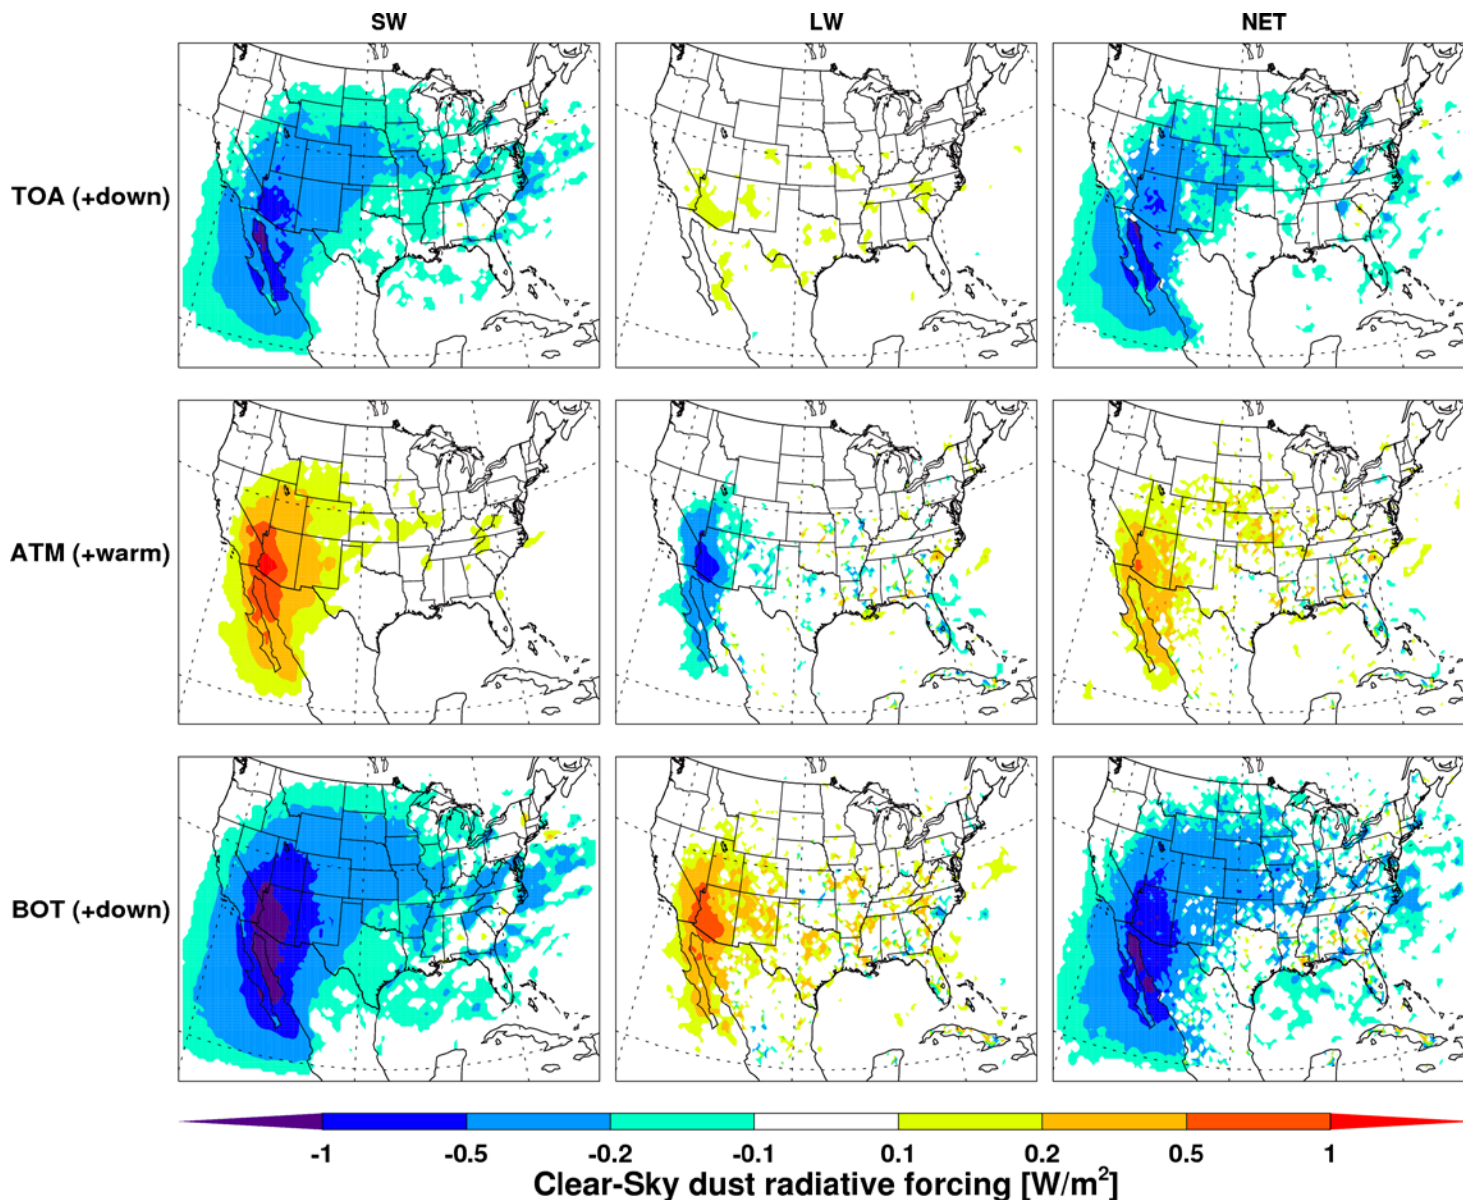 SW LW NET
TOA (+down)
ATM (+warm)
BOT (+down)
-1 -0.5 -0.2 -0.1 0.1 0.2 0.5 1
Clear-Sky dust radiative forcing [W/m²]